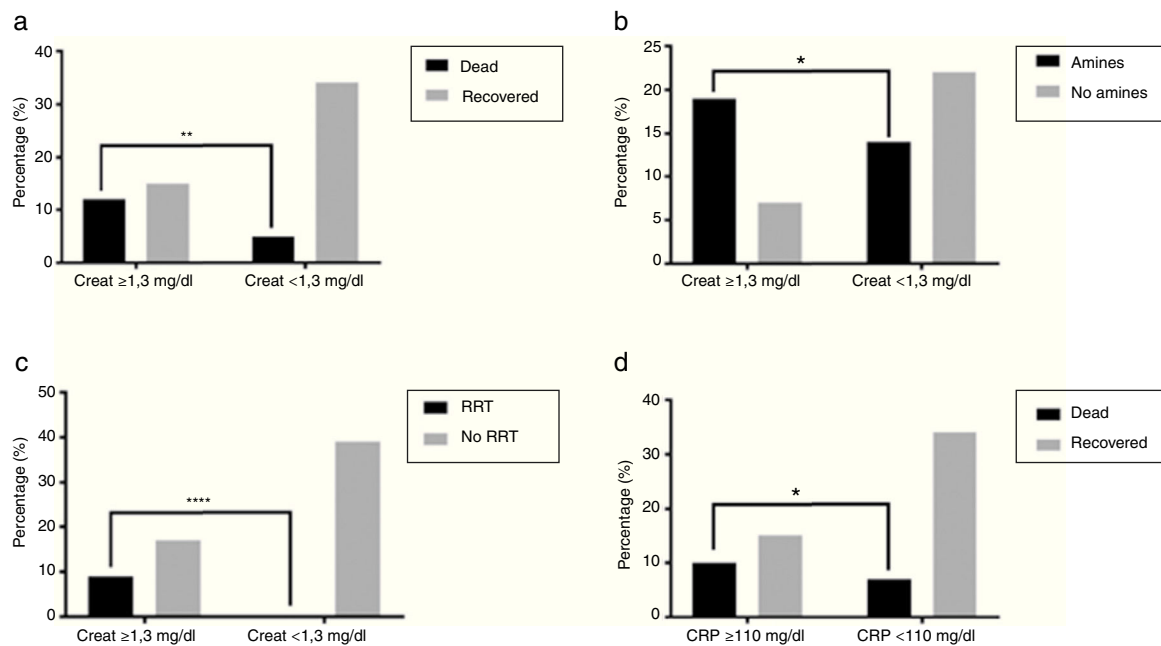 a
40
30
20
10
0
Percentage (%)
**
Dead
Recovered
Creat ≥1,3 mg/dl
Creat <1,3 mg/dl
b
25
20
15
10
5
0
Percentage (%)
*
Amines
No amines
Creat ≥1,3 mg/dl
Creat <1,3 mg/dl
c
50
40
30
20
10
0
Percentage (%)
****
RRT
No RRT
Creat ≥1,3 mg/dl
Creat <1,3 mg/dl
d
40
30
20
10
0
Percentage (%)
*
Dead
Recovered
CRP ≥110 mg/dl
CRP <110 mg/dl